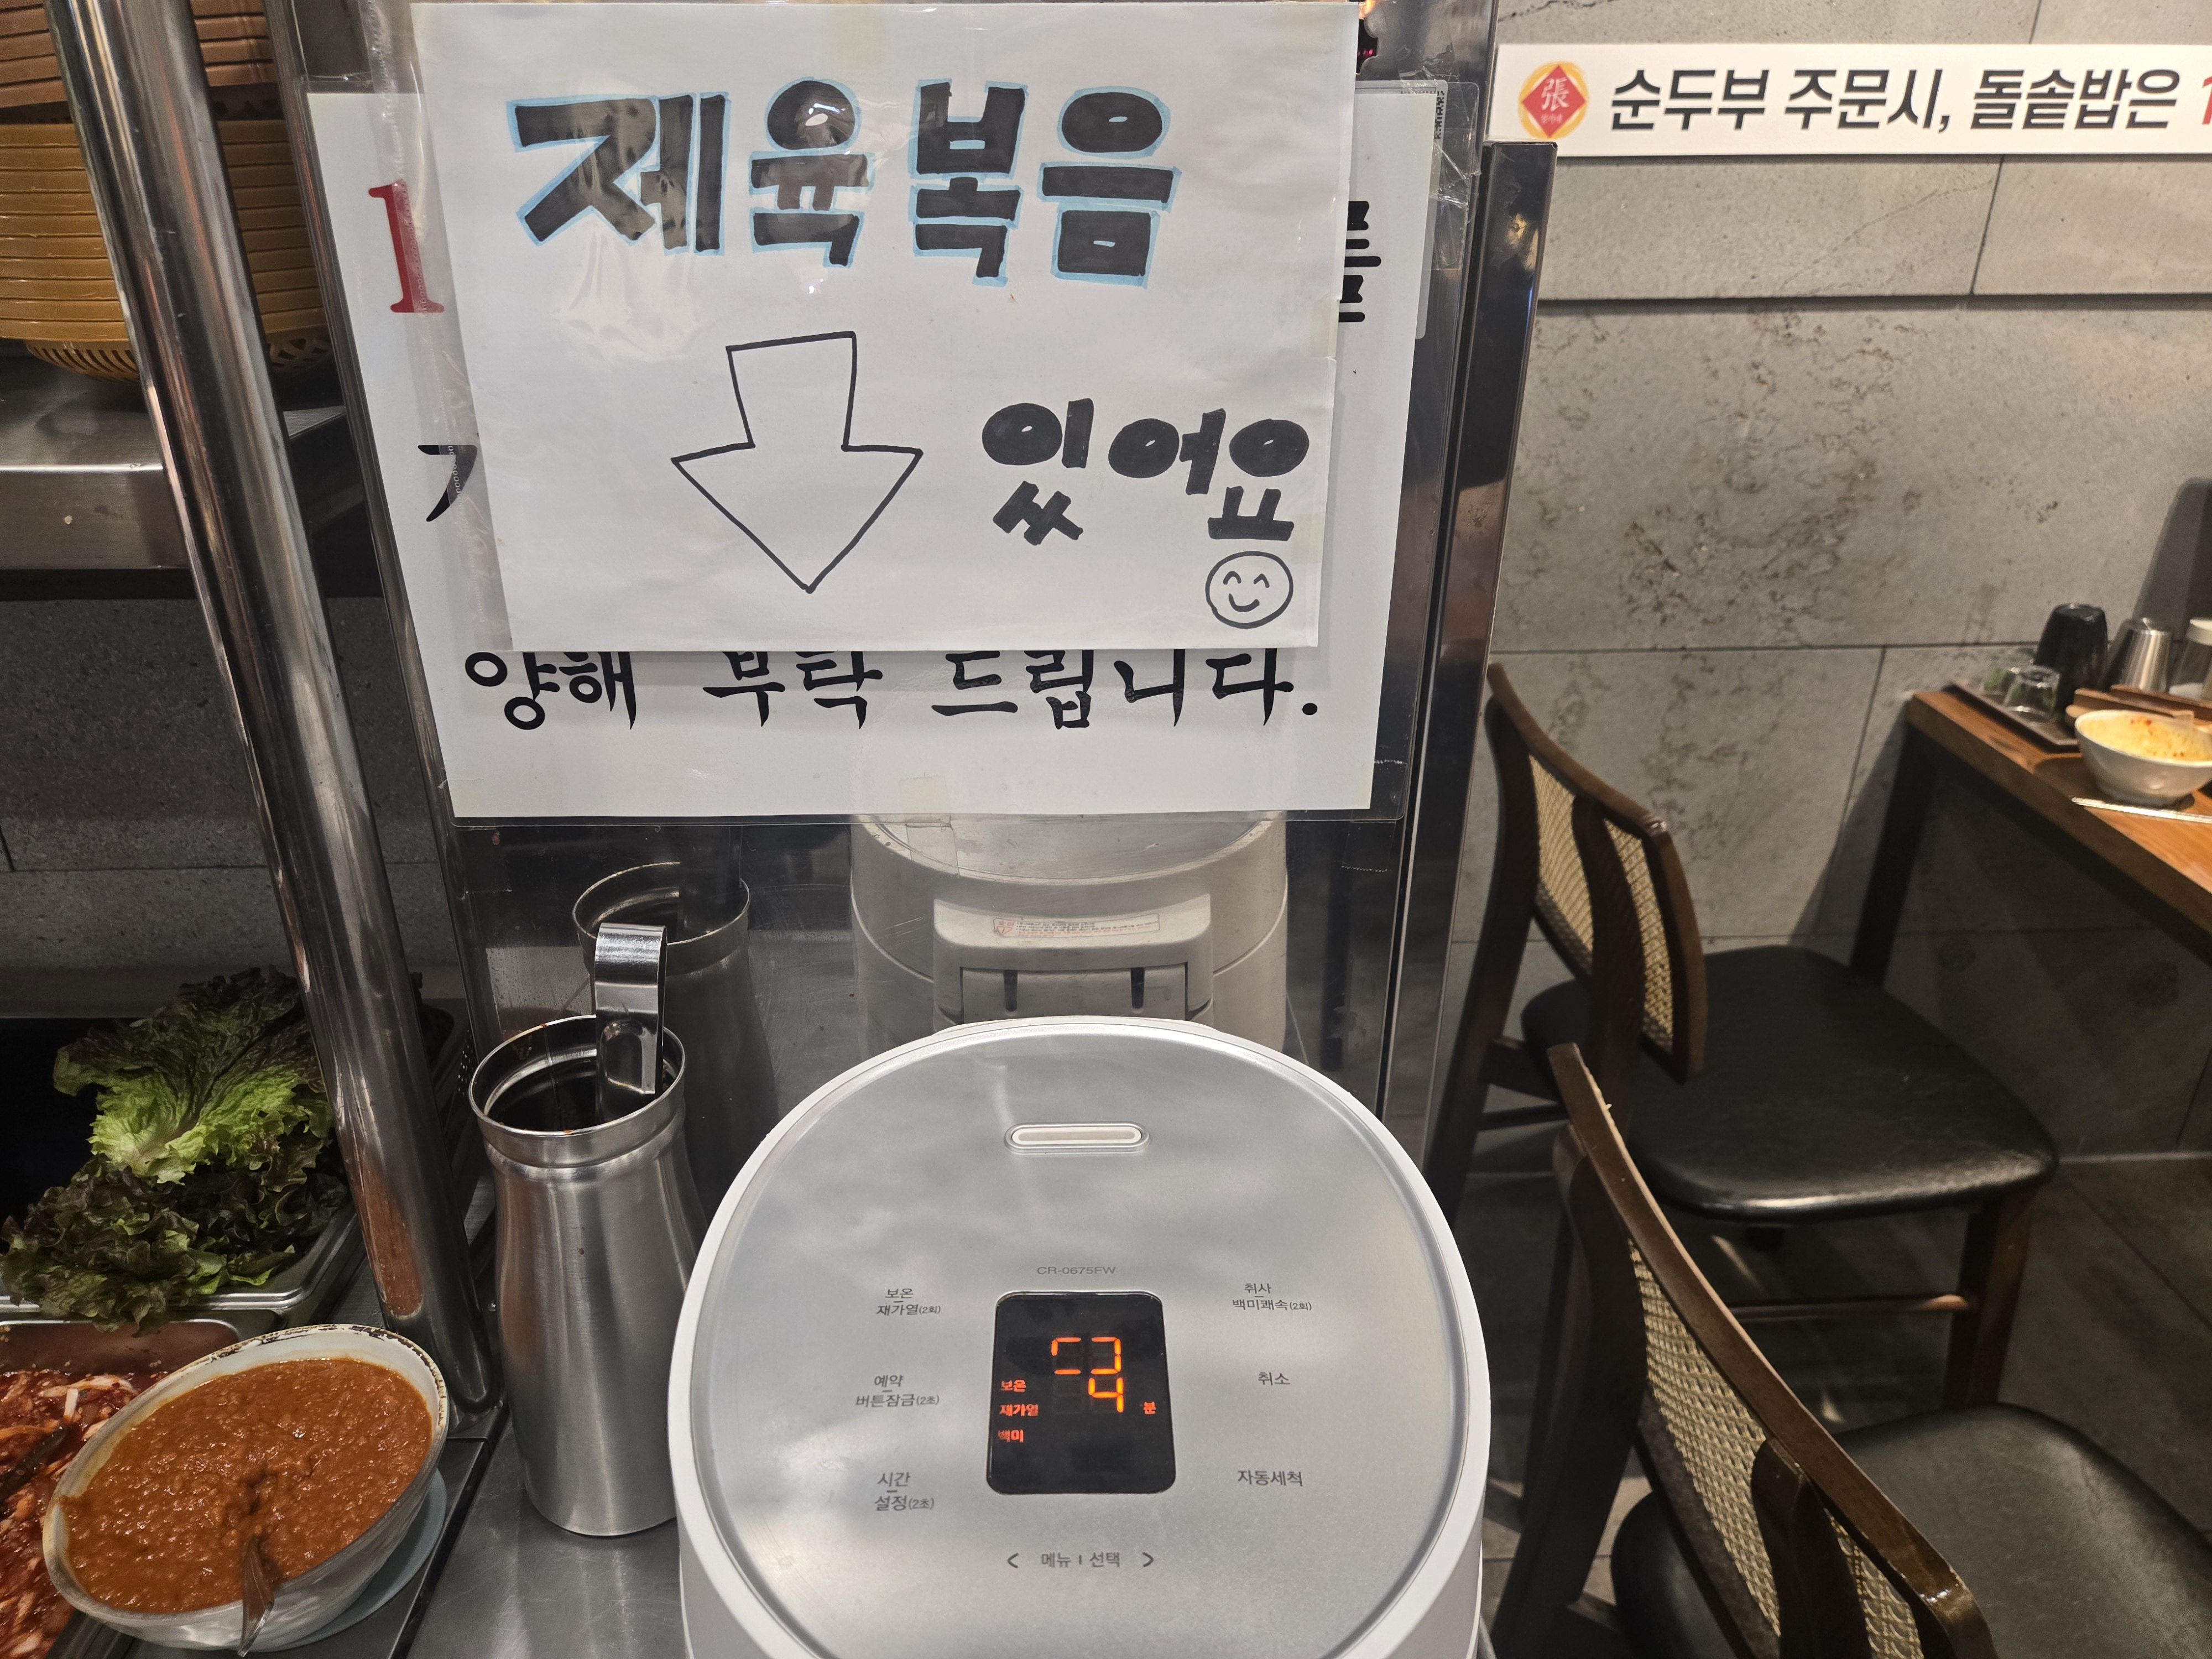 순두부 주문시, 돌솥밥은
張
제육볶음
있어요
1
양해 부탁 드립니다.
CR-0675FW
보온
재가열(2회)
취사
백미쾌속(2회)
예약
버튼잠금(2초)
취소
보온
4 분
재가열
백미
시간
설정(2초)
자동세척
< 메뉴 I 선택 >